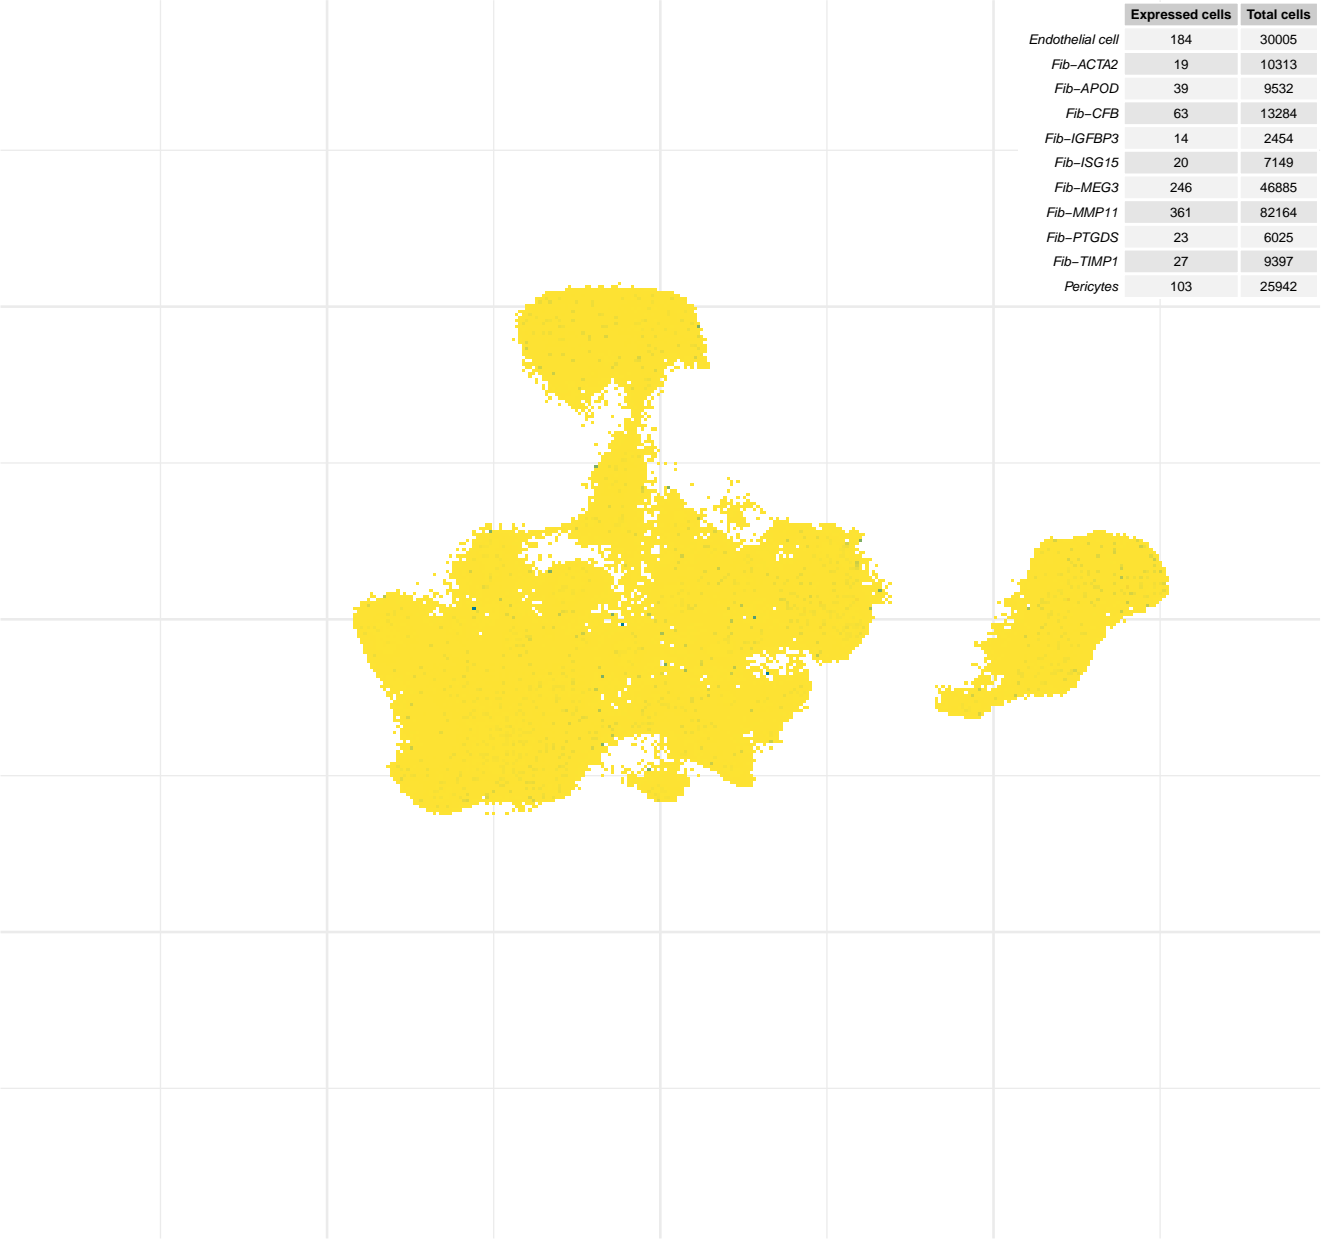 Expressed cells Total cells
Endothelial cell 184 30005
Fib−ACTA2 19 10313
Fib−APOD 39 9532
Fib−CFB 63 13284
Fib−IGFBP3 14 2454
Fib−ISG15 20 7149
Fib−MEG3 246 46885
Fib−MMP11 361 82164
Fib−PTGDS 23 6025
Fib−TIMP1 27 9397
Pericytes 103 25942